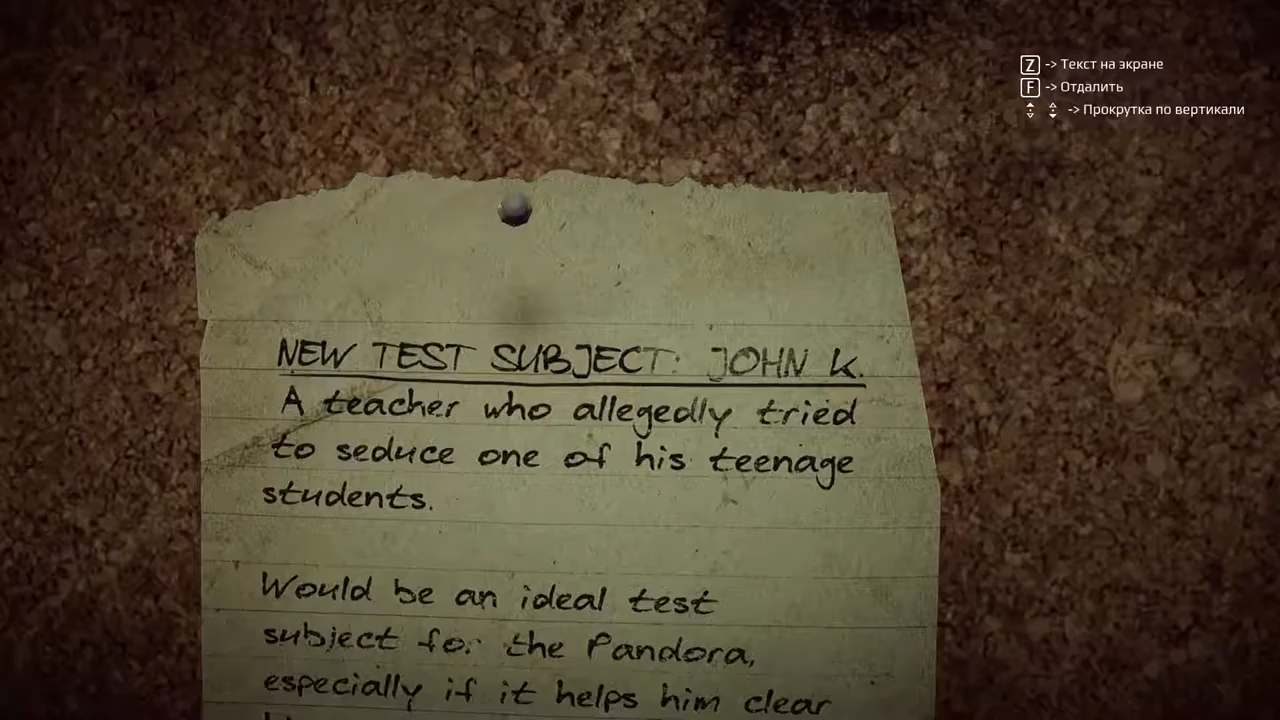 Z -> Текст на экране
F -> Отдалить
-> Прокрутка по вертикали
NEW TEST SUBJECT: JOHN K.
A teacher who allegedly tried
to seduce one of his teenage
students.
Would be an ideal test
subject for the Pandora,
especially if it helps him clear